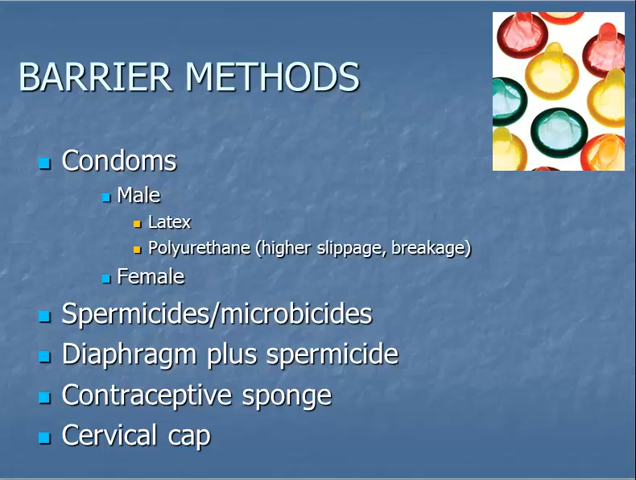 BARRIER METHODS
Condoms
Male
Latex
Polyurethane (higher slippage, breakage)
Female
Spermicides/microbicides
Diaphragm plus spermicide
Contraceptive sponge
Cervical cap